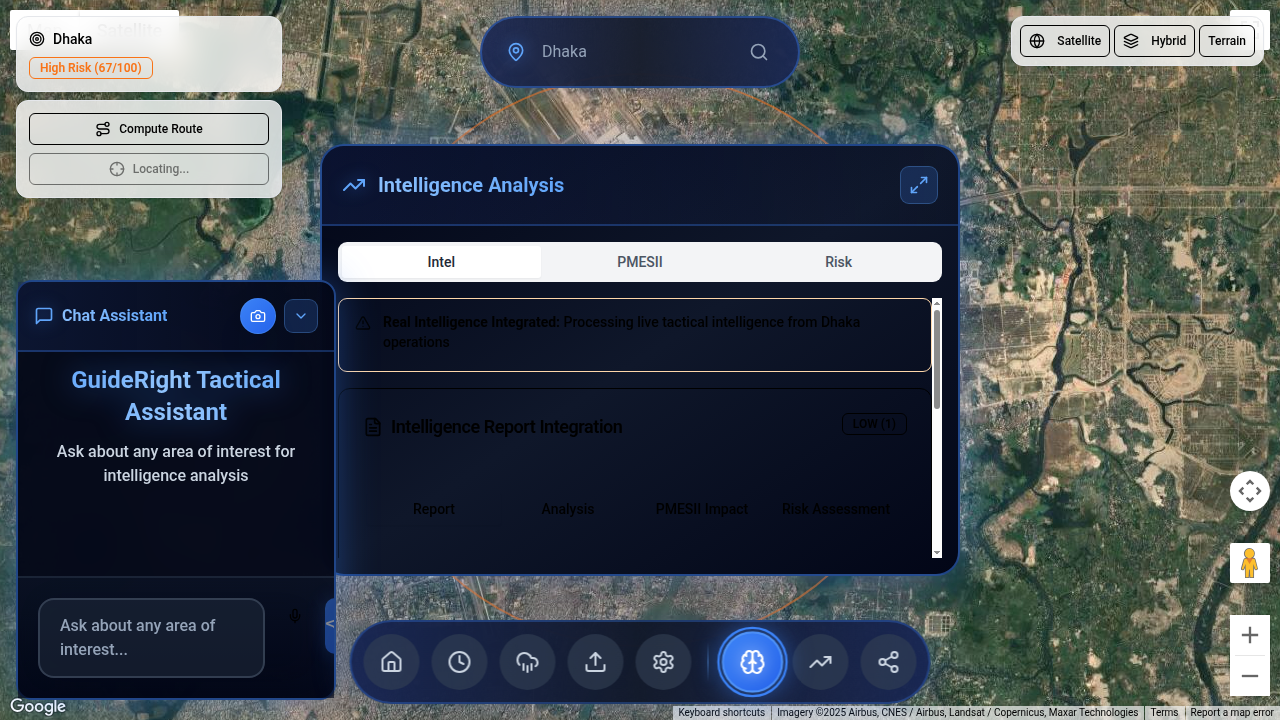 Satellite
Dhaka
High Risk (67/100)
Compute Route
Locating...
Dhaka
Satellite
Hybrid
Terrain
Intelligence Analysis
Intel
PMESII
Risk
Real Intelligence Integrated: Processing live tactical intelligence from Dhaka
operations
Intelligence Report Integration
LOW (1)
Report
Analysis
PMESII Impact
Risk Assessment
Chat Assistant
GuideRight Tactical
Assistant
Ask about any area of interest for
intelligence analysis
Ask about any area of
interest...
<
Google
Keyboard shortcuts
Imagery ©2025 Airbus, CNES / Airbus, Landsat / Copernicus, Maxar Technologies
Terms
Report a map error